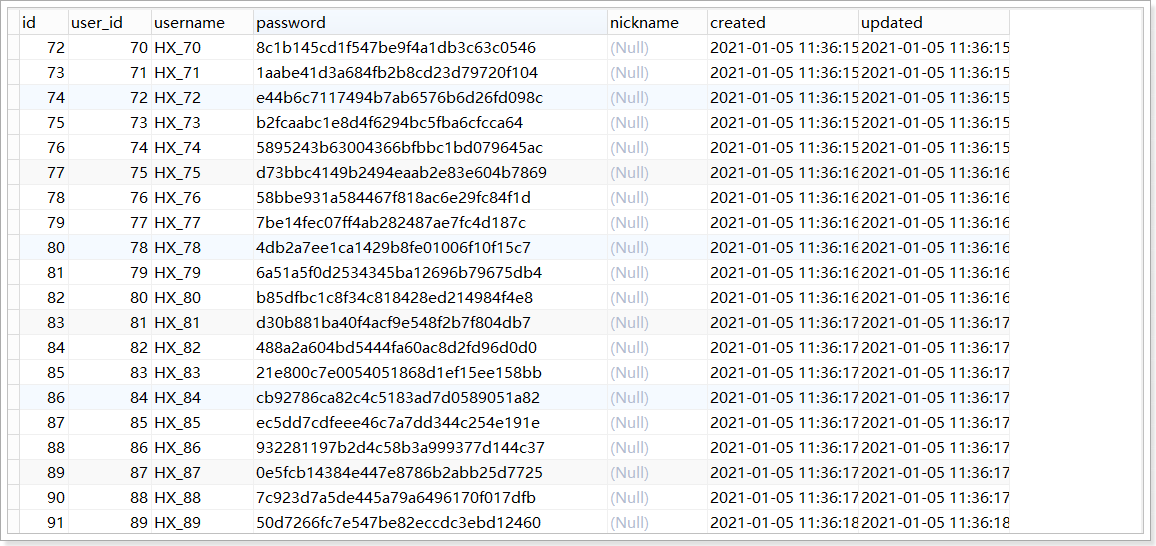 id user_id username password nickname created updated
72 70 HX_70 8c1b145cd1f547be9f4a1db3c63c0546 (Null) 2021-01-05 11:36:15 2021-01-05 11:36:15
73 71 HX_71 1aabe41d3a684fb2b8cd23d79720f104 (Null) 2021-01-05 11:36:15 2021-01-05 11:36:15
74 72 HX_72 e44b6c7117494b7ab6576b6d26fd098c (Null) 2021-01-05 11:36:15 2021-01-05 11:36:15
75 73 HX_73 b2fcaabc1e8d4f6294bc5fba6cfcca64 (Null) 2021-01-05 11:36:15 2021-01-05 11:36:15
76 74 HX_74 5895243b63004366bfbbc1bd079645ac (Null) 2021-01-05 11:36:15 2021-01-05 11:36:15
77 75 HX_75 d73bbc4149b2494eaab2e83e604b7869 (Null) 2021-01-05 11:36:16 2021-01-05 11:36:16
78 76 HX_76 58bbe931a584467f818ac6e29fc84f1d (Null) 2021-01-05 11:36:16 2021-01-05 11:36:16
79 77 HX_77 7be14fec07ff4ab282487ae7fc4d187c (Null) 2021-01-05 11:36:16 2021-01-05 11:36:16
80 78 HX_78 4db2a7ee1ca1429b8fe01006f10f15c7 (Null) 2021-01-05 11:36:16 2021-01-05 11:36:16
81 79 HX_79 6a51a5f0d2534345ba12696b79675db4 (Null) 2021-01-05 11:36:16 2021-01-05 11:36:16
82 80 HX_80 b85dfbc1c8f34c818428ed214984f4e8 (Null) 2021-01-05 11:36:16 2021-01-05 11:36:16
83 81 HX_81 d30b881ba40f4acf9e548f2b7f804db7 (Null) 2021-01-05 11:36:17 2021-01-05 11:36:17
84 82 HX_82 488a2a604bd5444fa60ac8d2fd96d0d0 (Null) 2021-01-05 11:36:17 2021-01-05 11:36:17
85 83 HX_83 21e800c7e0054051868d1ef15ee158bb (Null) 2021-01-05 11:36:17 2021-01-05 11:36:17
86 84 HX_84 cb92786ca82c4c5183ad7d0589051a82 (Null) 2021-01-05 11:36:17 2021-01-05 11:36:17
87 85 HX_85 ec5dd7cdfeee46c7a7dd344c254e191e (Null) 2021-01-05 11:36:17 2021-01-05 11:36:17
88 86 HX_86 932281197b2d4c58b3a999377d144c37 (Null) 2021-01-05 11:36:17 2021-01-05 11:36:17
89 87 HX_87 0e5fcb14384e447e8786b2abb25d7725 (Null) 2021-01-05 11:36:17 2021-01-05 11:36:17
90 88 HX_88 7c923d7a5de445a79a6496170f017dfb (Null) 2021-01-05 11:36:17 2021-01-05 11:36:17
91 89 HX_89 50d7266fc7e547be82eccdc3ebd12460 (Null) 2021-01-05 11:36:18 2021-01-05 11:36:18